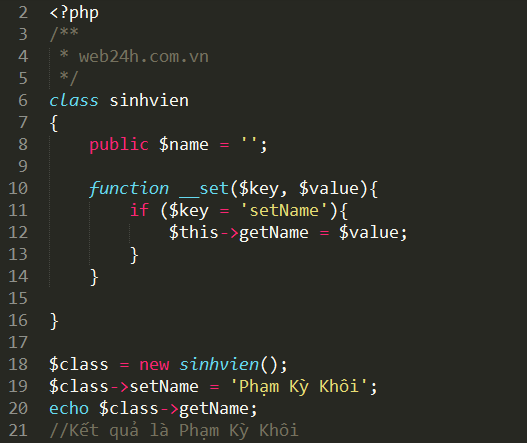 2 <?php
3 /**
4  * web24h.com.vn
5  */
6 class sinhvien
7 {
8     public $name = '';
9
10     function __set($key, $value){
11         if ($key = 'setName'){
12             $this->getName = $value;
13         }
14     }
15
16 }
17
18 $class = new sinhvien();
19 $class->setName = 'Phạm Kỳ Khôi';
20 echo $class->getName;
21 //Kết quả là Phạm Kỳ Khôi